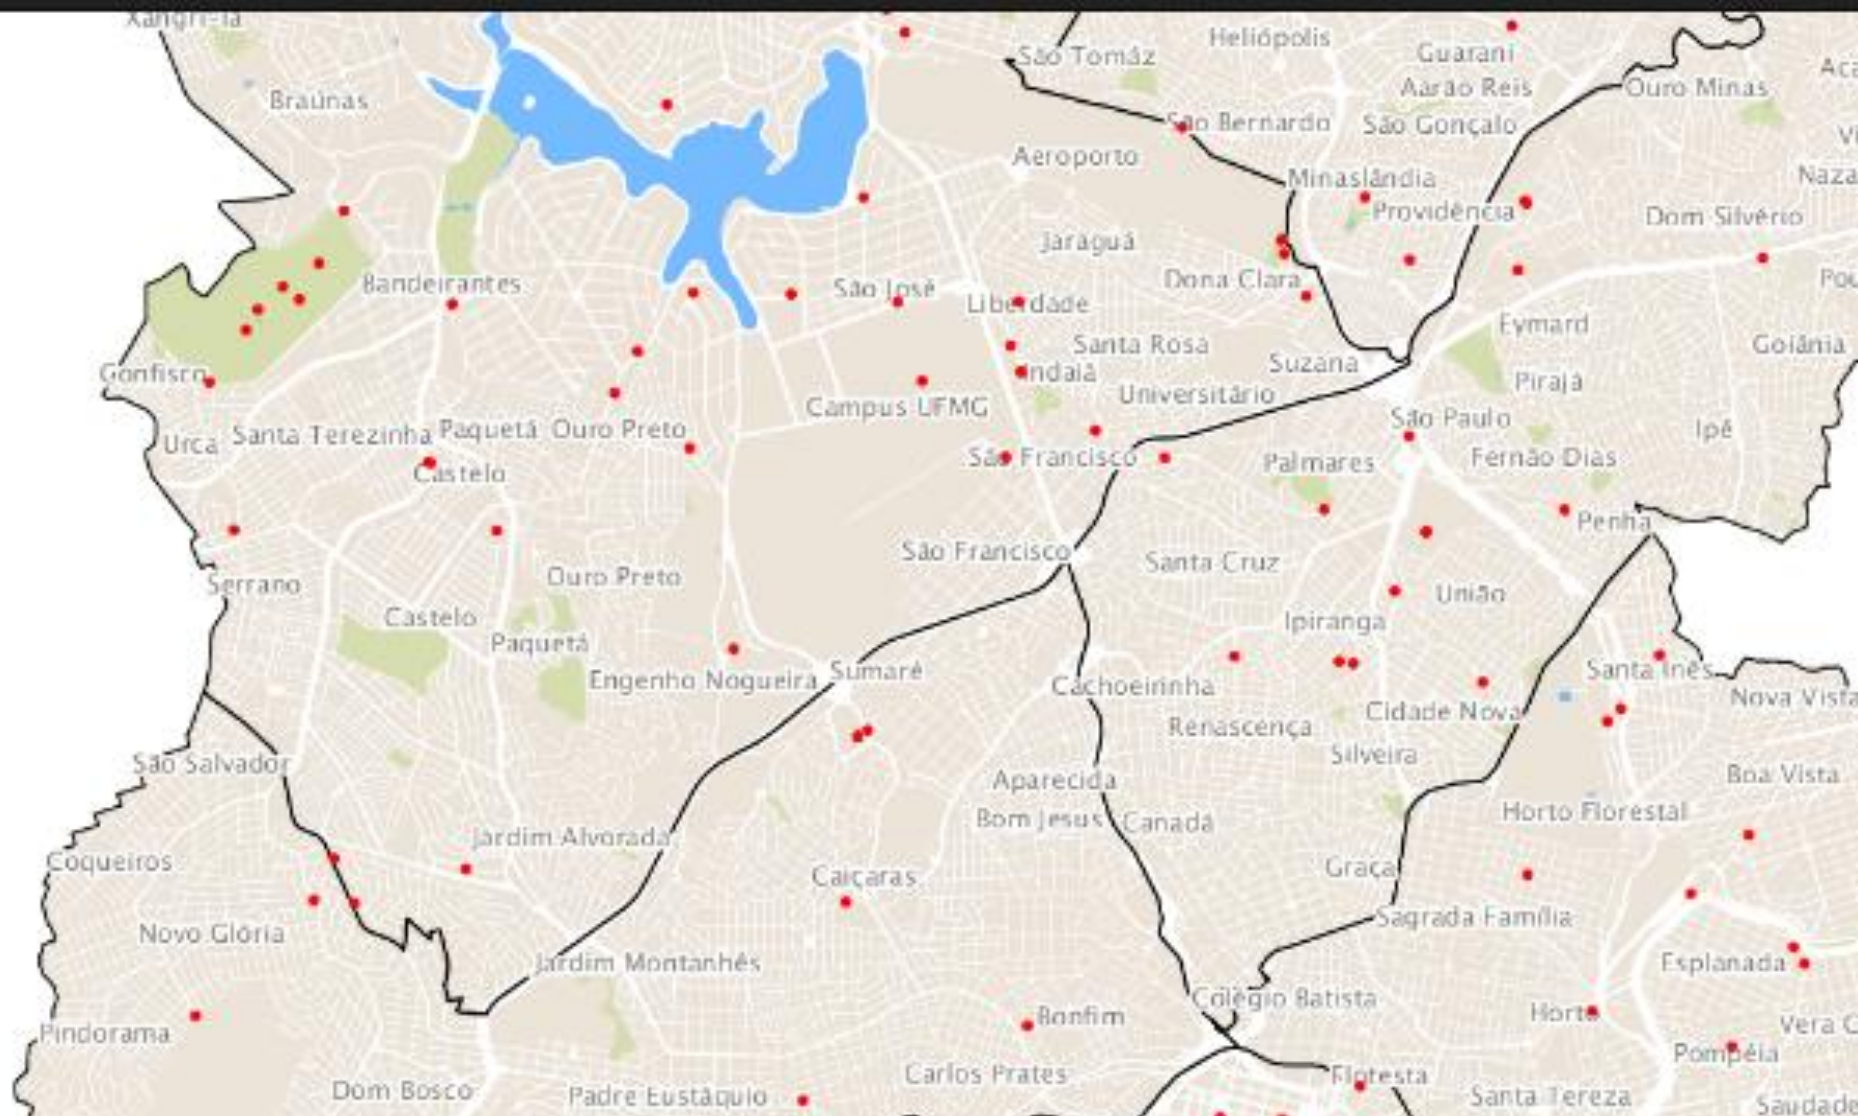 Xangri-lá
São Tomáz
Heliópolis
Guarani
Braúnas
Aarão Reis
Ouro Minas
São Bernardo
São Gonçalo
Aeroporto
Minaslândia
Providência
Dom Silvério
Jaraguá
Bandeirantes
São José
Liberdade
Dona Clara
Eymard
Santa Rosa
Goiânia
Confisco
Indaiá
Suzana
Pirajá
Campus UFMG
Universitário
São Paulo
Ipê
Urca
Santa Terezinha
Paquetá
Ouro Preto
São Francisco
Palmares
Fernão Dias
Castelo
Penha
São Francisco
Santa Cruz
Serrano
Ouro Preto
União
Castelo
Ipiranga
Paquetá
Engenho Nogueira
Sumaré
Santa Inês
Cachoeirinha
Nova Vista
Renascença
Cidade Nova
Silveira
São Salvador
Aparecida
Boa Vista
Bom Jesus
Canadá
Horto Florestal
Jardim Alvorada
Coqueiros
Caiçaras
Graça
Sagrada Família
Novo Glória
Jardim Montanhês
Esplanada
Colégio Batista
Bonfim
Horto
Vera C
Pindorama
Pompéia
Carlos Prates
Floresta
Dom Bosco
Padre Eustáquio
Santa Tereza
Saudade